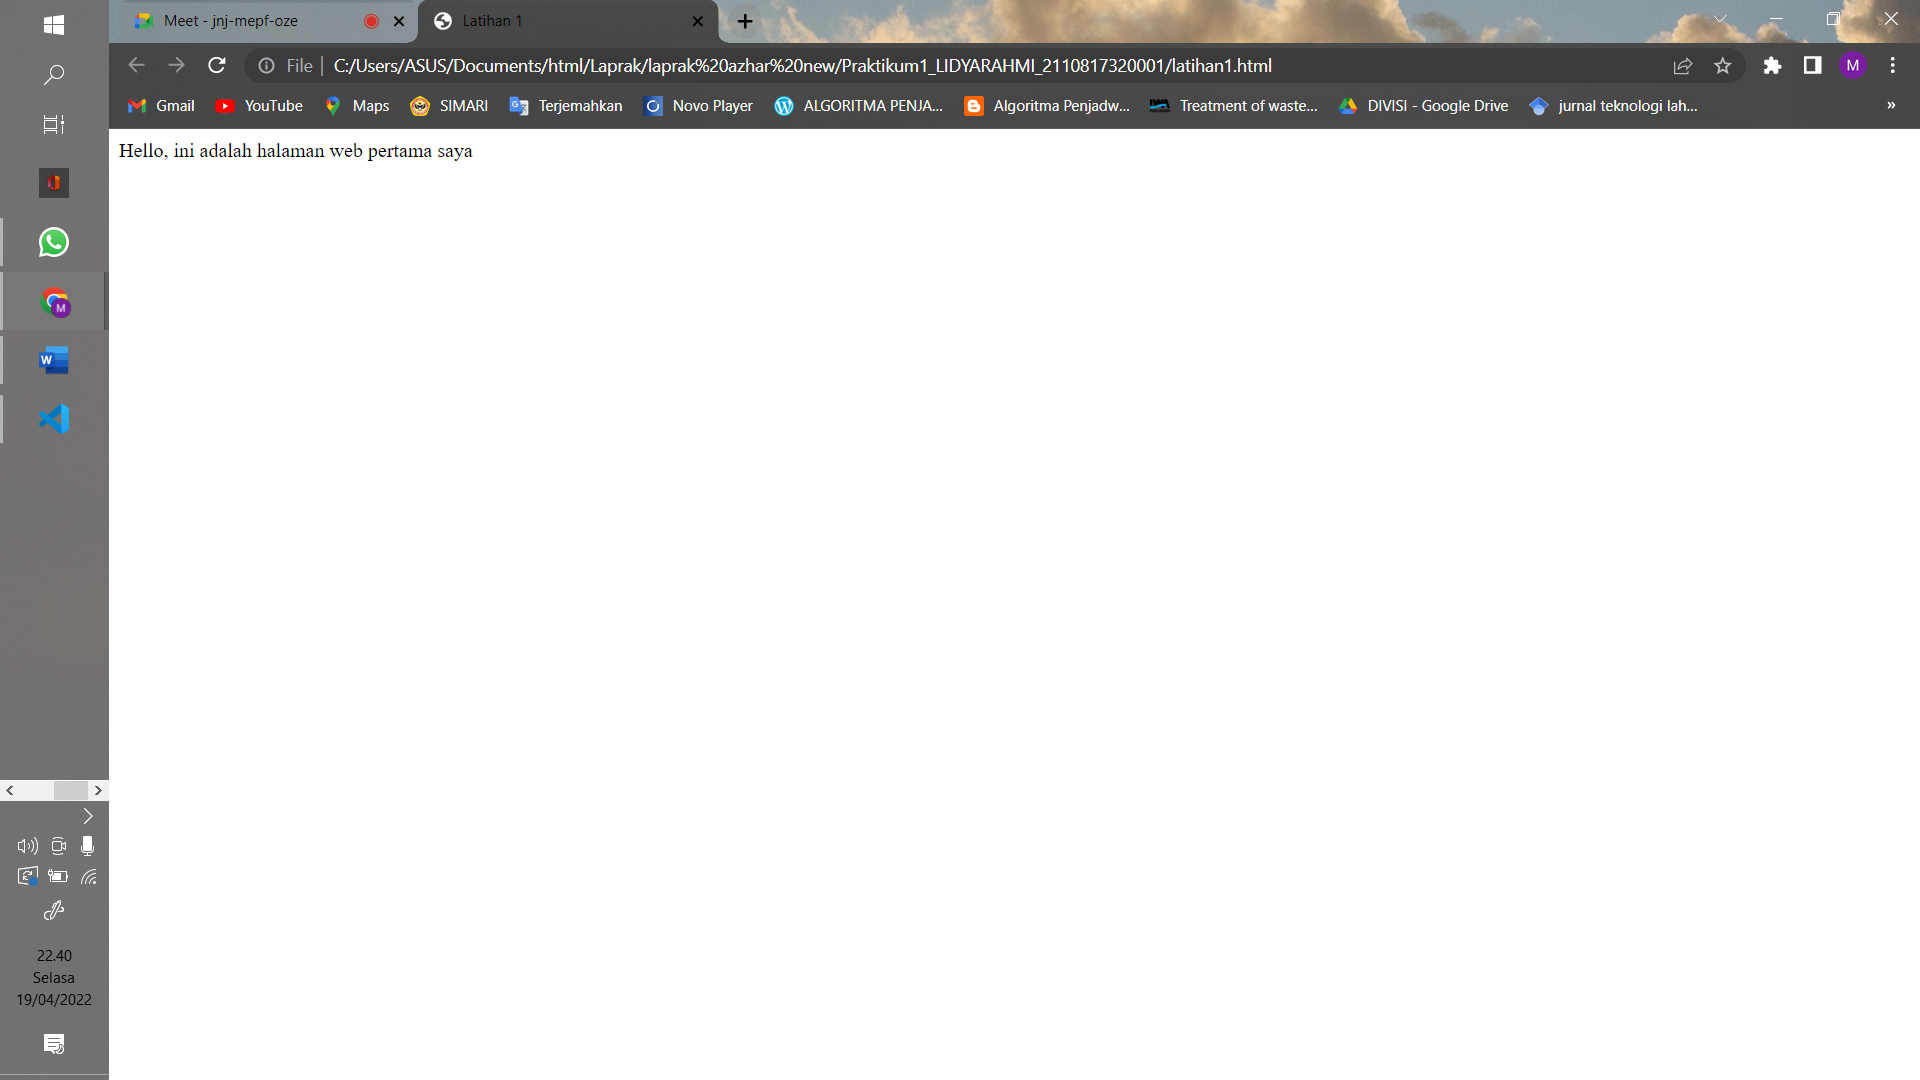 Meet - jnj-mepf-oze
Latihan 1
File | C:/Users/ASUS/Documents/html/Laprak/laprak%20azhar%20new/Praktikum1_LIDYARAHMI_2110817320001/latihan1.html
M
Gmail
YouTube
Maps
SIMARI
Terjemahkan
Novo Player
ALGORITMA PENJA...
Algoritma Penjadw...
Treatment of waste...
DIVISI - Google Drive
jurnal teknologi lah...
»
Hello, ini adalah halaman web pertama saya
M
W
22.40
Selasa
19/04/2022